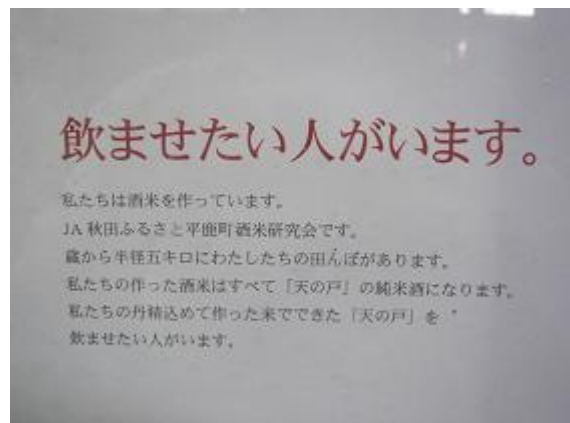 飲ませたい人がいます。
私たちは酒米を作っています。
JA秋田ふるさと平鹿町酒米研究会です。
蔵から半径五キロにわたしたちの田んぼがあります。
私たちの作った酒米はすべて「天の戸」の純米酒になります。
私たちの丹精込めて作った米でできた「天の戸」を
飲ませたい人がいます。